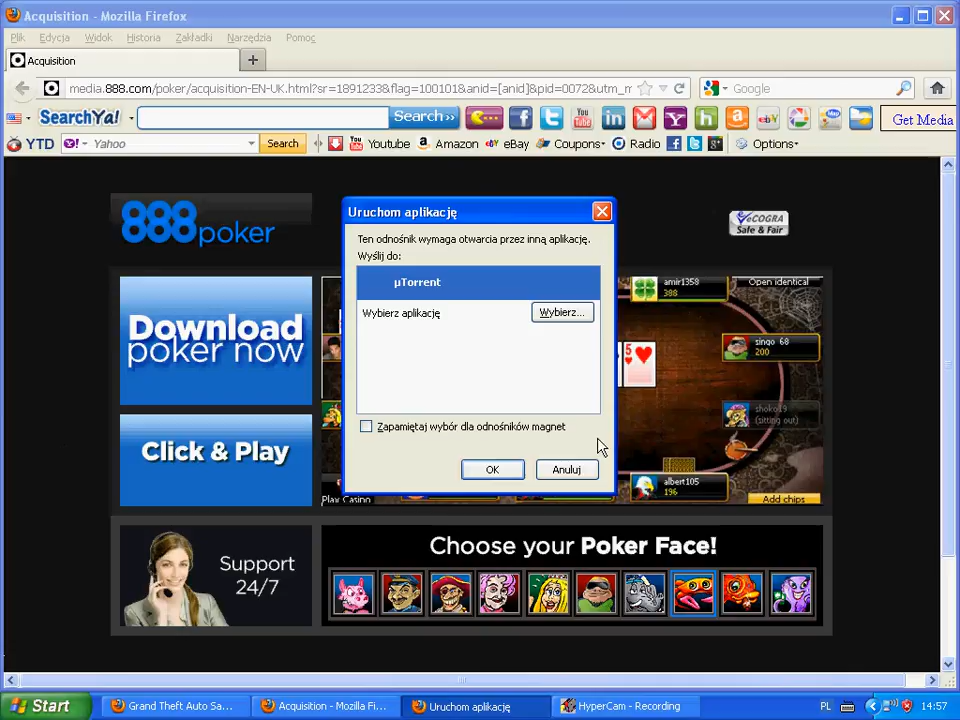 Acquisition - Mozilla Firefox
Plik Edycja Widok Historia Zakładki Narzędzia Pomoc
Acquisition
media.888.com/poker/acquisition-EN-UK.html?sr=1891233&flag=100101&anid=[anid]&pid=0072&utm_m
Google
SearchYa!
Search>>
Get Media
YTD
Yahoo
Search
Youtube
Amazon
eBay
Coupons
Radio
Options
888poker
eCOGRA
Safe & Fair
Download
poker now
Click & Play
Uruchom aplikację
Ten odnośnik wymaga otwarcia przez inną aplikację.
Wyślij do:
µTorrent
Wybierz aplikację
Wybierz...
Zapamiętaj wybór dla odnośników magnet
OK
Anuluj
amir1358
388
Open identical
singo 68
200
5
shoko19
(sitting out)
albert105
196
Play Casino
Add chips
Support
24/7
Choose your Poker Face!
Start
Grand Theft Auto Sa...
Acquisition - Mozilla Fi...
Uruchom aplikację
HyperCam - Recording
PL
14:57